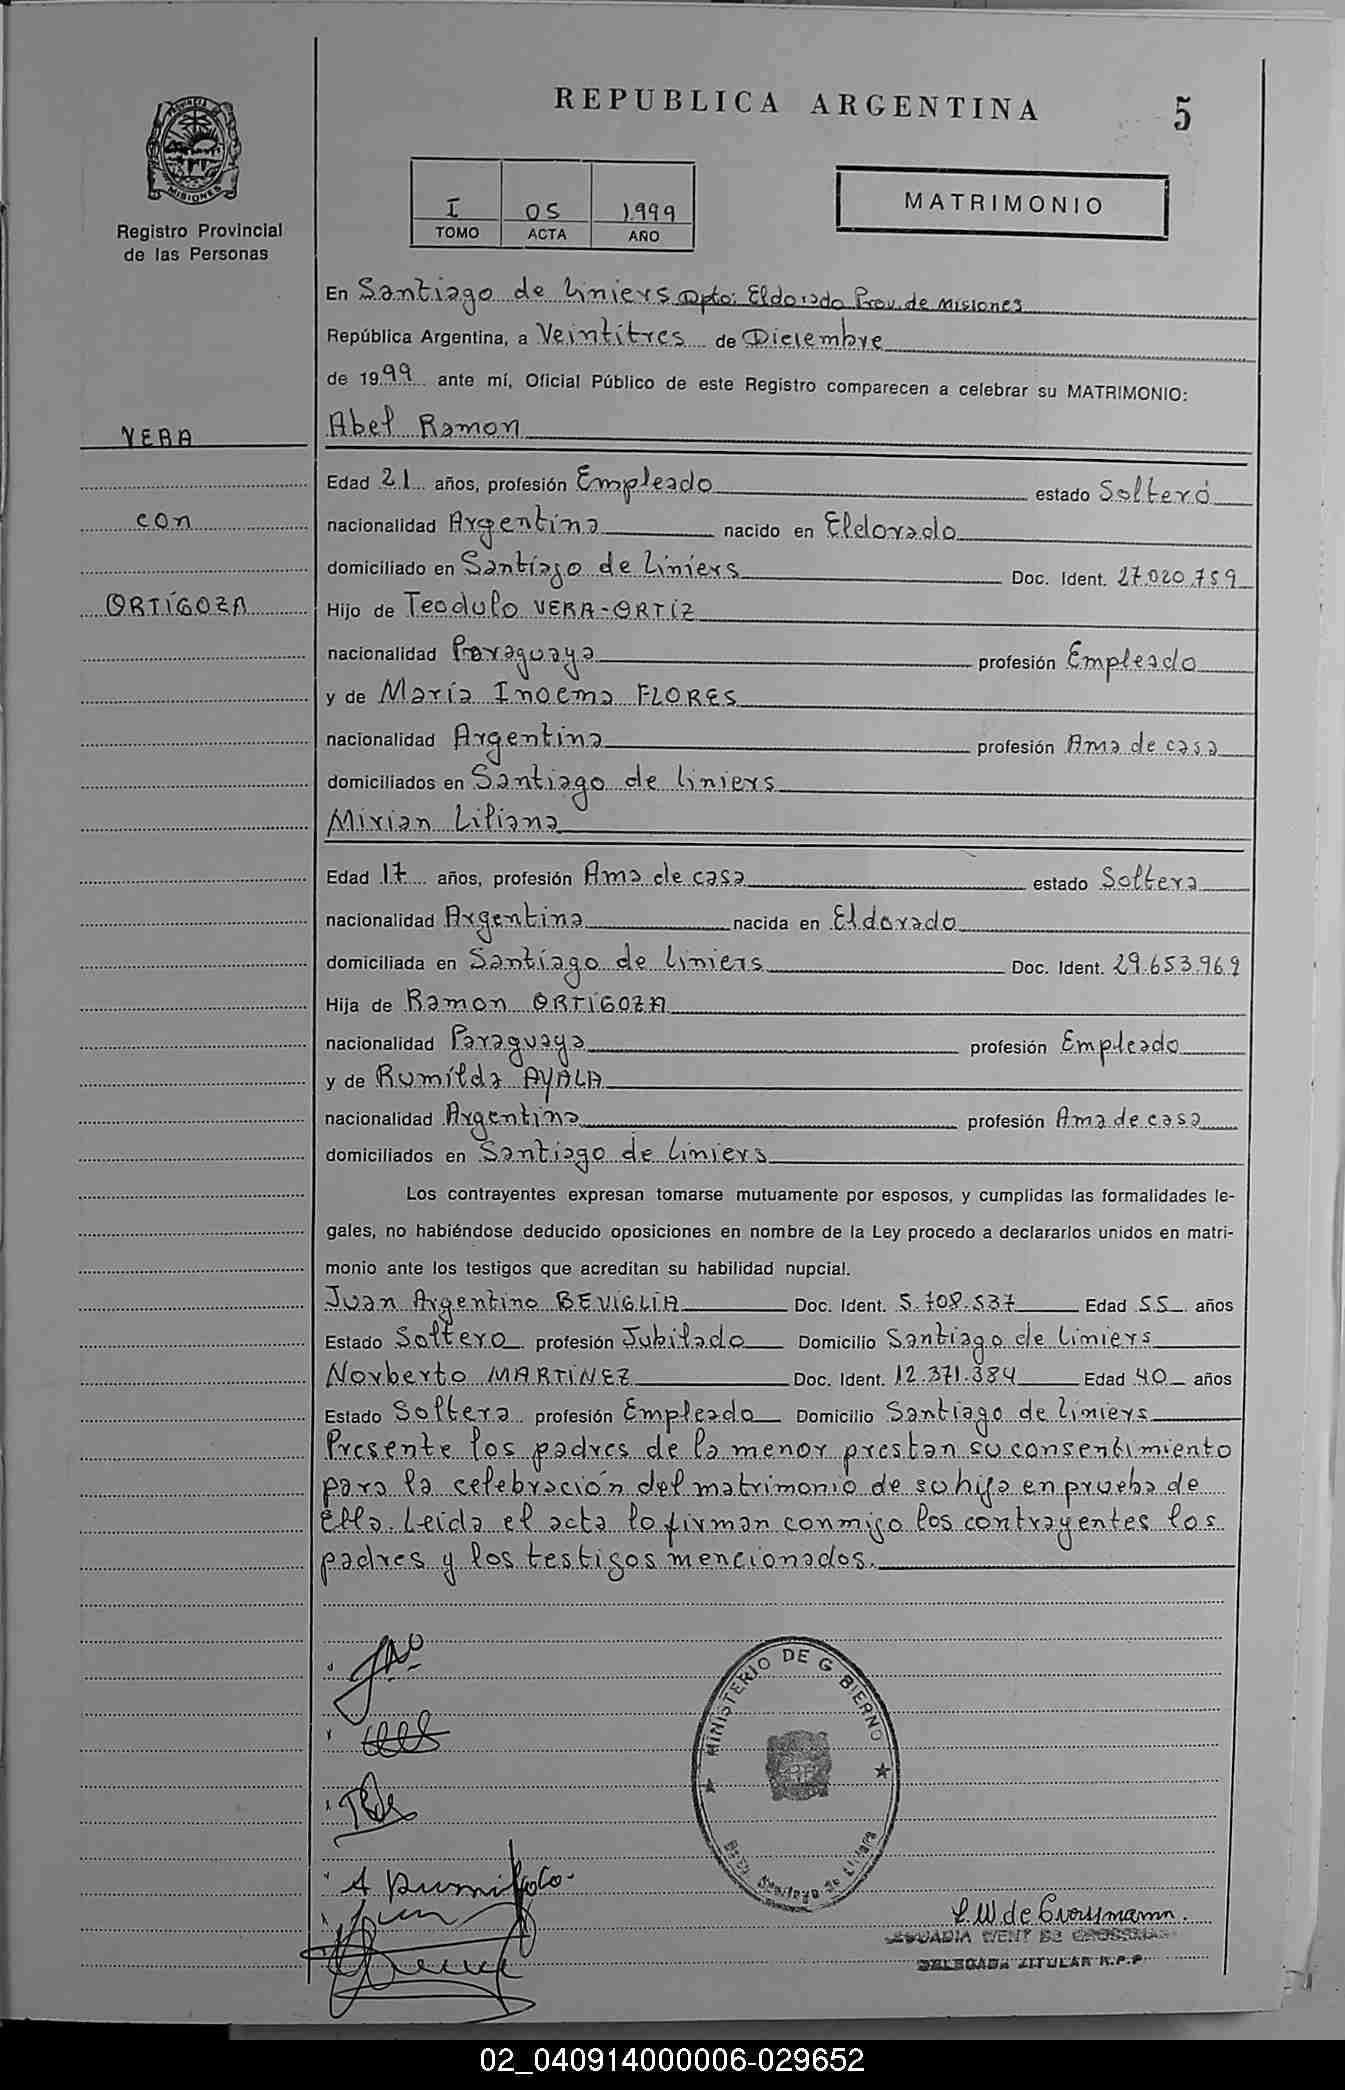 REPUBLICA ARGENTINA
5
PROVINCIA DE
MISIONES
Registro Provincial
de las Personas
I 05 1.999
TOMO ACTA AÑO
MATRIMONIO
En Santiago de Liniers Dpto: Eldorado Prov. de Misiones
República Argentina, a Veintitres de Diciembre
de 1999 ante mí, Oficial Público de este Registro comparecen a celebrar su MATRIMONIO:
VERA
Abel Ramon
Edad 21 años, profesión Empleado estado Soltero
con
nacionalidad Argentina nacido en Eldorado
domiciliado en Santiago de Liniers Doc. Ident. 27.020.759
ORTÍGOZA
Hijo de Teodulo VERA-ORTÍZ
nacionalidad Paraguaya profesión Empleado
y de María Inoema FLORES
nacionalidad Argentina profesión Ama de casa
domiciliados en Santiago de Liniers
Mirian Liliana
Edad 17 años, profesión Ama de casa estado Soltera
nacionalidad Argentina nacida en Eldorado
domiciliada en Santiago de Liniers Doc. Ident. 29.653.969
Hija de Ramon ORTÍGOZA
nacionalidad Paraguaya profesión Empleado
y de Rumilda AYALA
nacionalidad Argentina profesión Ama de casa
domiciliados en Santiago de Liniers
Los contrayentes expresan tomarse mutuamente por esposos, y cumplidas las formalidades le-
gales, no habiéndose deducido oposiciones en nombre de la Ley procedo a declararlos unidos en matri-
monio ante los testigos que acreditan su habilidad nupcial.
Juan Argentino BEVIGLIA Doc. Ident. 5.708.537 Edad 55 años
Estado Soltero profesión Jubilado Domicilio Santiago de Liniers
Norberto MARTINEZ Doc. Ident. 12.371.384 Edad 40 años
Estado Soltera profesión Empleado Domicilio Santiago de Liniers
Presente los padres de la menor prestan su consentimiento
para la celebración del matrimonio de su hija en prueba de
Ella. Leida el acta lo firman conmigo los contrayentes los
padres y los testigos mencionados.
MINISTERIO DE G BIERNO
Santiago de Liniers
WENT DE
DELEGADA TITULAR R.P.P.
02_040914000006-029652